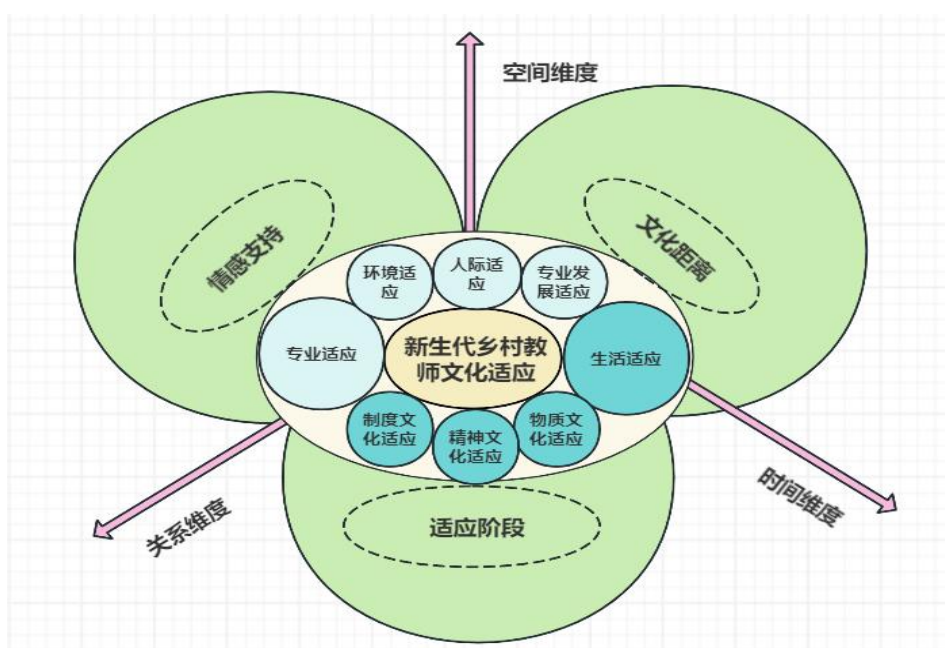 空间维度
情感支持
文化距离
环境适
应
人际适
应
专业发
展适应
专业适应
新生代乡村教
师文化适应
生活适应
制度文
化适应
精神文
化适应
物质文
化适应
关系维度
适应阶段
时间维度